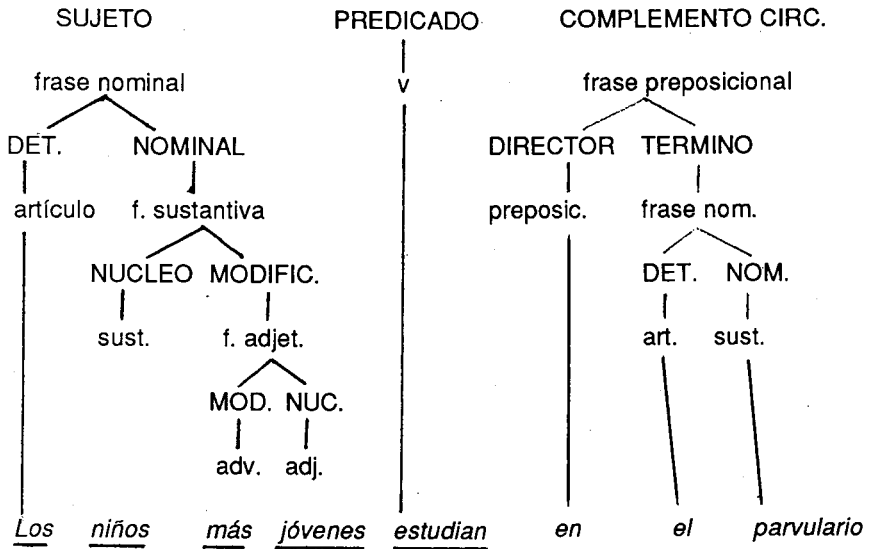 SUJETO PREDICADO COMPLEMENTO CIRC.
frase nominal v frase preposicional
DET. NOMINAL DIRECTOR TERMINO
artículo f. sustantiva preposic. frase nom.
NUCLEO MODIFIC. DET. NOM.
sust. f. adjet. art. sust.
MOD. NUC.
adv. adj.
Los niños más jóvenes estudian en el parvulario